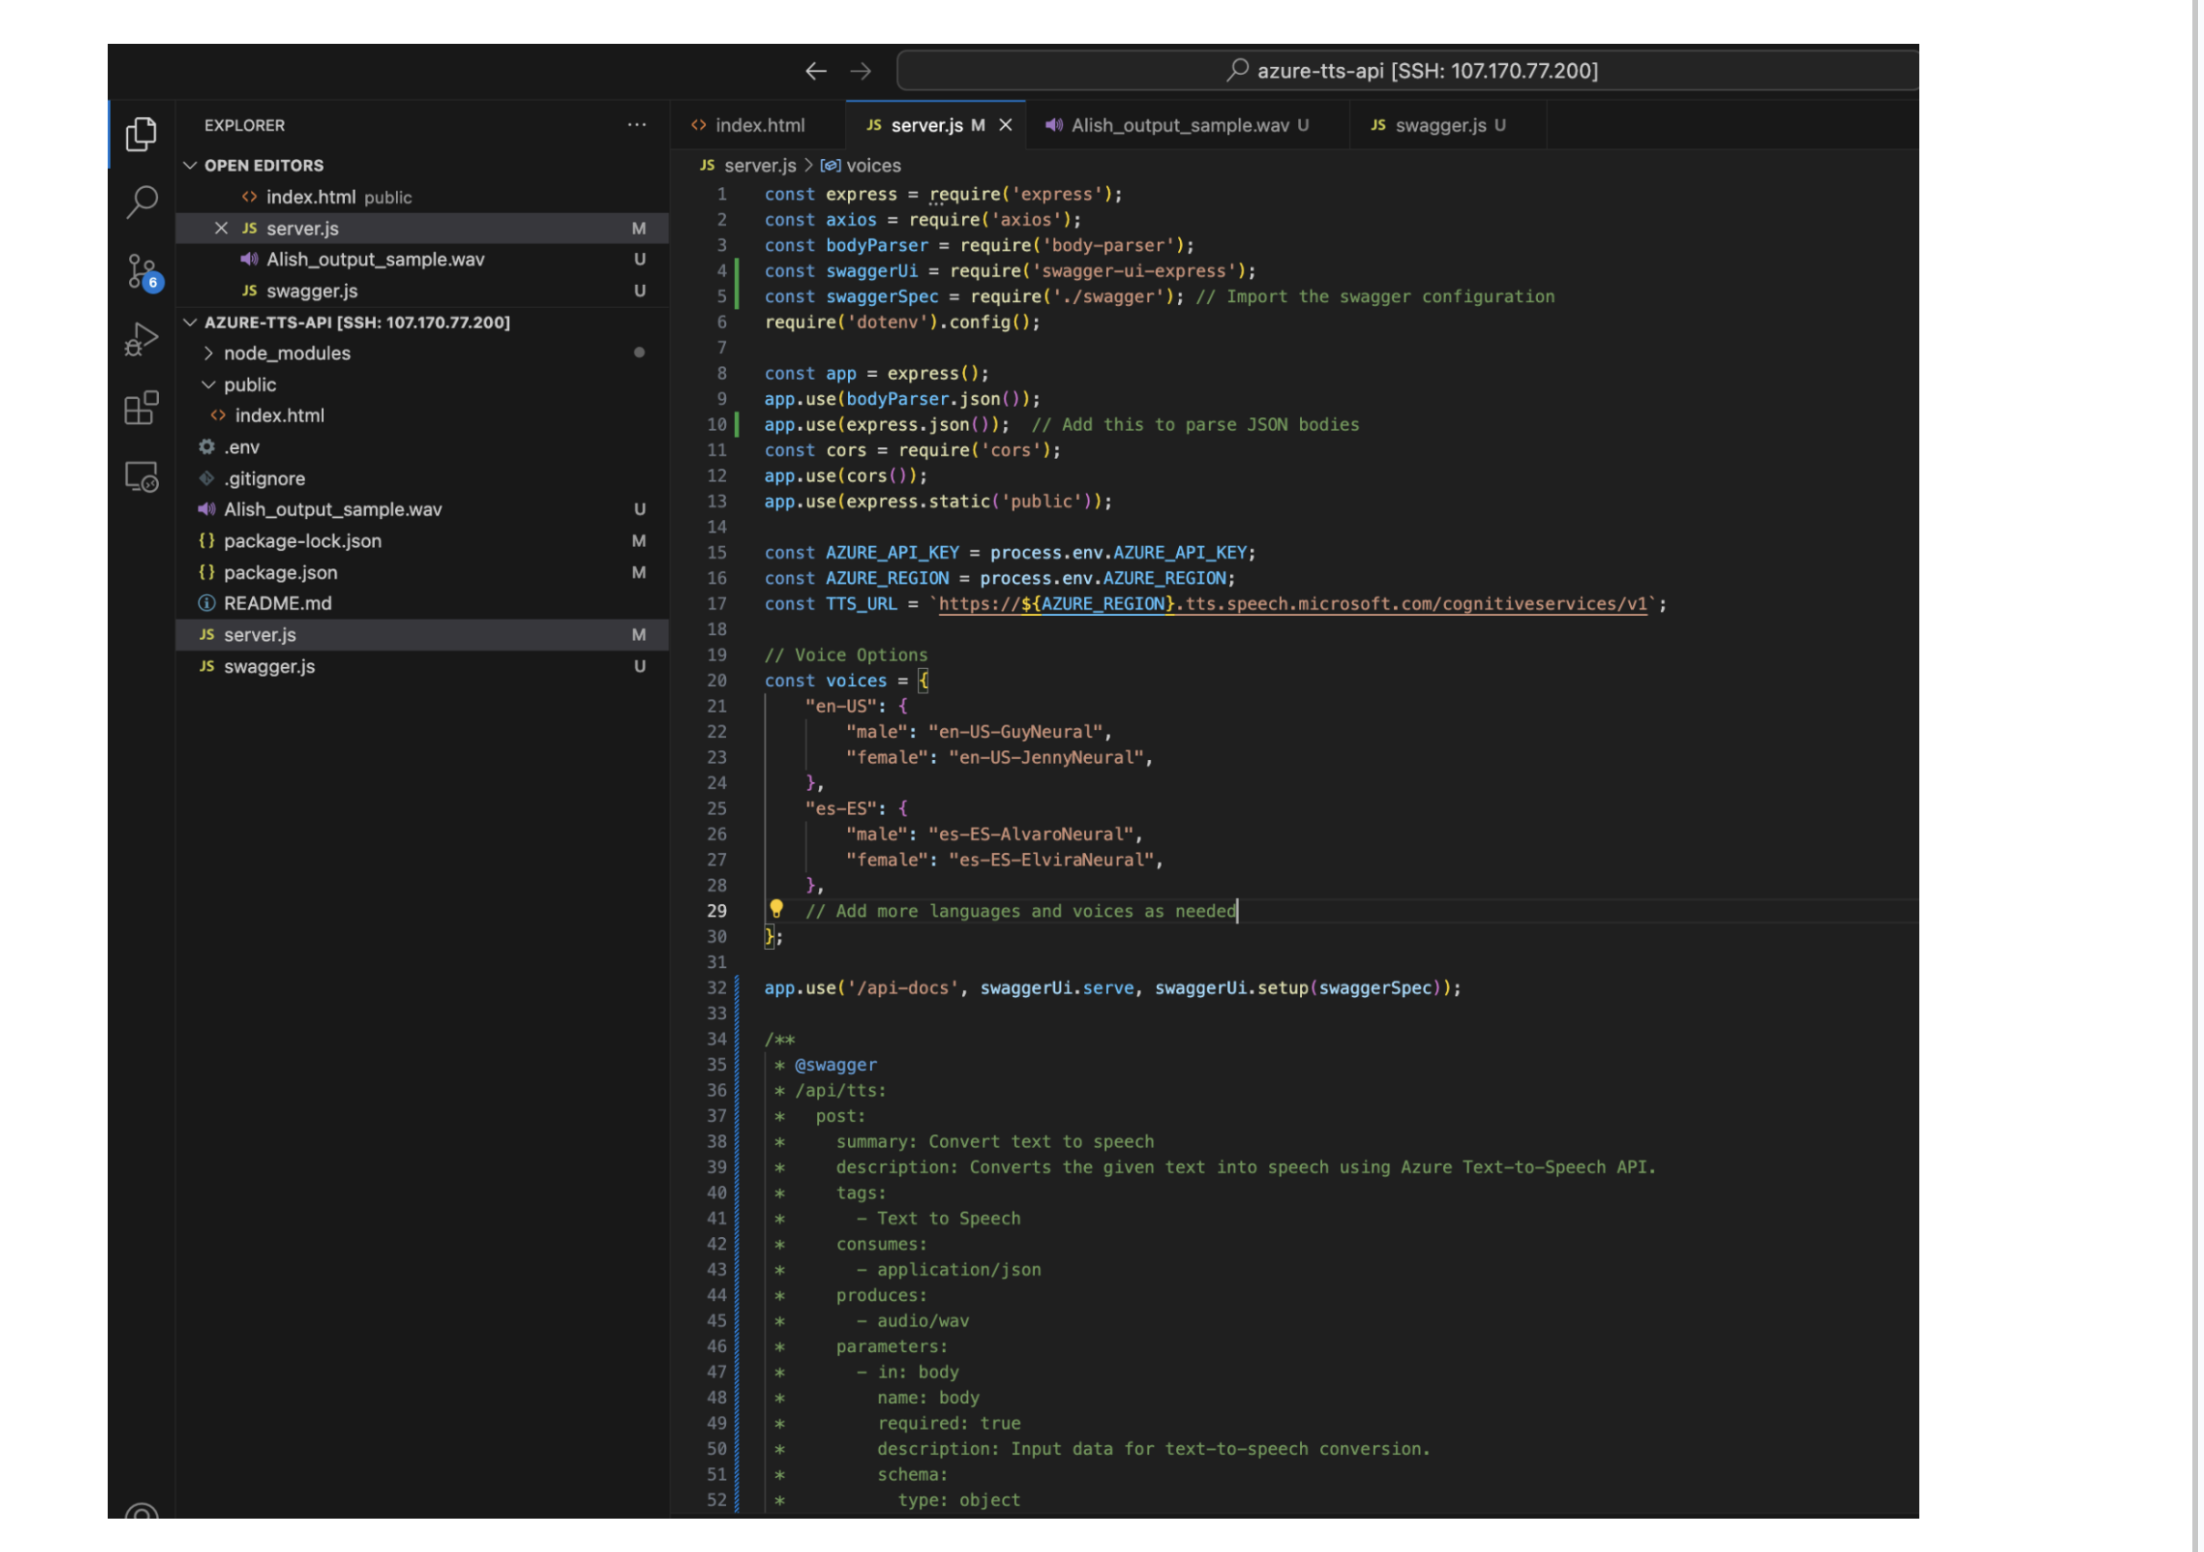 azure-tts-api [SSH: 107.170.77.200]
EXPLORER
OPEN EDITORS
index.html public
JS server.js M
Alish_output_sample.wav U
JS swagger.js U
AZURE-TTS-API [SSH: 107.170.77.200]
node_modules
public
index.html
.env
.gitignore
Alish_output_sample.wav U
{} package-lock.json M
{} package.json M
README.md
JS server.js M
JS swagger.js U
6
index.html
JS server.js M
Alish_output_sample.wav U
JS swagger.js U
JS server.js > voices
1 const express = require('express');
2 const axios = require('axios');
3 const bodyParser = require('body-parser');
4 const swaggerUi = require('swagger-ui-express');
5 const swaggerSpec = require('./swagger'); // Import the swagger configuration
6 require('dotenv').config();
7
8 const app = express();
9 app.use(bodyParser.json());
10 app.use(express.json());  // Add this to parse JSON bodies
11 const cors = require('cors');
12 app.use(cors());
13 app.use(express.static('public'));
14
15 const AZURE_API_KEY = process.env.AZURE_API_KEY;
16 const AZURE_REGION = process.env.AZURE_REGION;
17 const TTS_URL = `https://${AZURE_REGION}.tts.speech.microsoft.com/cognitiveservices/v1`;
18
19 // Voice Options
20 const voices = {
21     "en-US": {
22         "male": "en-US-GuyNeural",
23         "female": "en-US-JennyNeural",
24     },
25     "es-ES": {
26         "male": "es-ES-AlvaroNeural",
27         "female": "es-ES-ElviraNeural",
28     },
29     // Add more languages and voices as needed
30 };
31
32 app.use('/api-docs', swaggerUi.serve, swaggerUi.setup(swaggerSpec));
33
34 /**
35  * @swagger
36  * /api/tts:
37  *   post:
38  *     summary: Convert text to speech
39  *     description: Converts the given text into speech using Azure Text-to-Speech API.
40  *     tags:
41  *       - Text to Speech
42  *     consumes:
43  *       - application/json
44  *     produces:
45  *       - audio/wav
46  *     parameters:
47  *       - in: body
48  *         name: body
49  *         required: true
50  *         description: Input data for text-to-speech conversion.
51  *         schema:
52  *           type: object